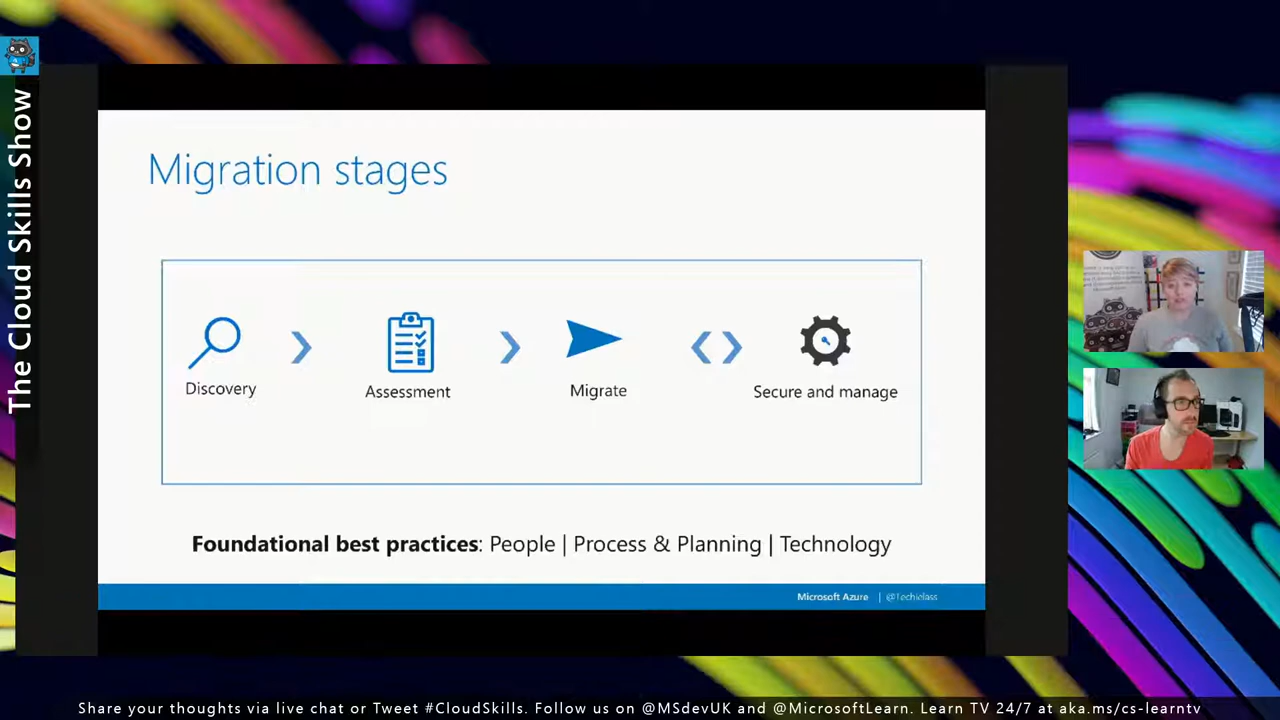 The Cloud Skills Show
Migration stages
Discovery
Assessment
Migrate
Secure and manage
Foundational best practices: People | Process & Planning | Technology
Microsoft Azure | @Techielass
Share your thoughts via live chat or Tweet #CloudSkills. Follow us on @MSdevUK and @MicrosoftLearn. Learn TV 24/7 at aka.ms/cs-learntv